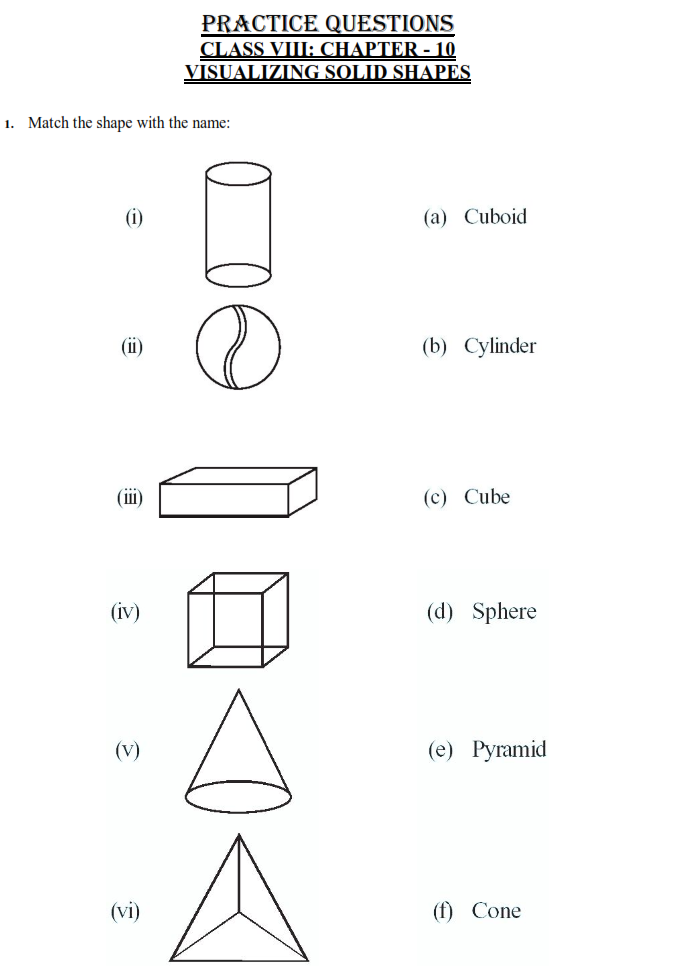 PRACTICE QUESTIONS
CLASS VIII: CHAPTER - 10
VISUALIZING SOLID SHAPES
1. Match the shape with the name:
(i) (a) Cuboid
(ii) (b) Cylinder
(iii) (c) Cube
(iv) (d) Sphere
(v) (e) Pyramid
(vi) (f) Cone